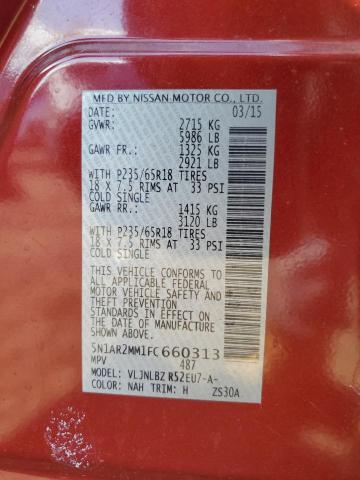 MFD BY NISSAN MOTOR CO., LTD.
DATE: 03/15
GVWR: 2715 KG
5986 LB
GAWR FR: 1325 KG
2921 LB
WITH P235/65R18 TIRES
18 X 7.5 RIMS AT 33 PSI
COLD SINGLE
GAWR RR: 1415 KG
3120 LB
WITH P235/65R18 TIRES
18 X 7.5 RIMS AT 33 PSI
COLD SINGLE
THIS VEHICLE CONFORMS TO
ALL APPLICABLE FEDERAL
MOTOR VEHICLE SAFETY AND
THEFT PREVENTION
STANDARDS IN EFFECT ON
THE DATE OF MANUFACTURE
SHOWN ABOVE.
5N1AR2MM1FC660313
MPV 487
MODEL: VLJNLBZ R52EU7-A-
COLOR: NAH TRIM: H ZS30A